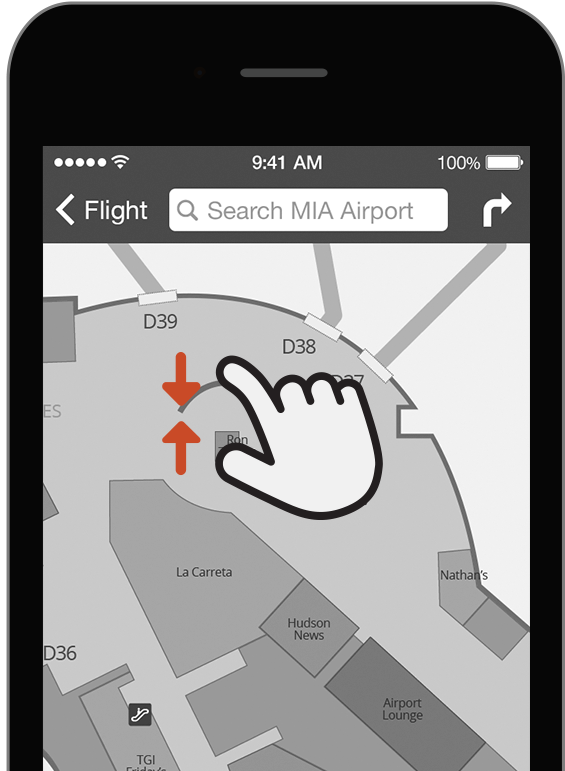 9:41 AM
100%
Flight
Search MIA Airport
D39
D38
D37
ES
Ron
La Carreta
Nathan's
Hudson
News
D36
Airport
Lounge
TGI
Friday's